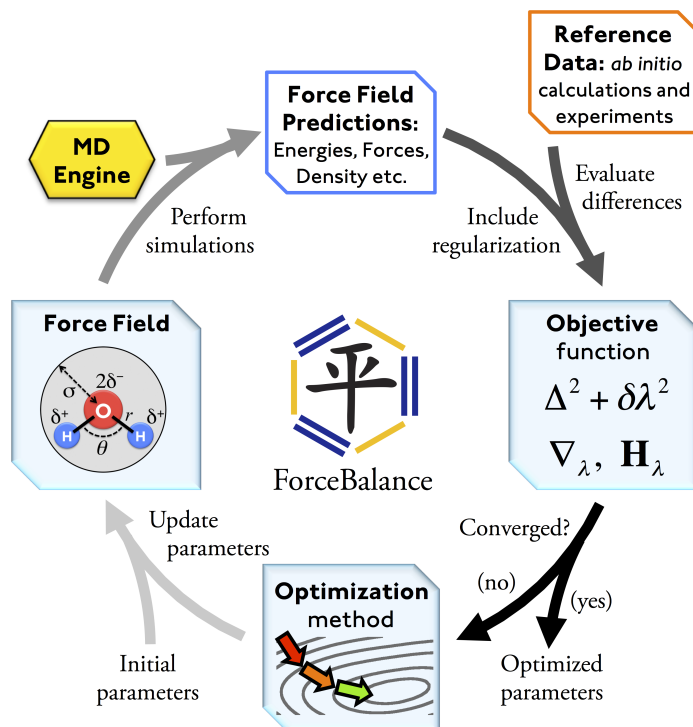 Reference
Data: ab initio
calculations and
experiments
Force Field
Predictions:
Energies, Forces,
Density etc.
MD
Engine
Perform
simulations
Include
regularization
Evaluate
differences
Force Field
σ
2δ⁻
O
δ⁺
δ⁺
H
H
r
θ
平
ForceBalance
Objective
function
Δ² + δλ²
∇λ, Hλ
Converged?
(no)
(yes)
Update
parameters
Initial
parameters
Optimization
method
Optimized
parameters